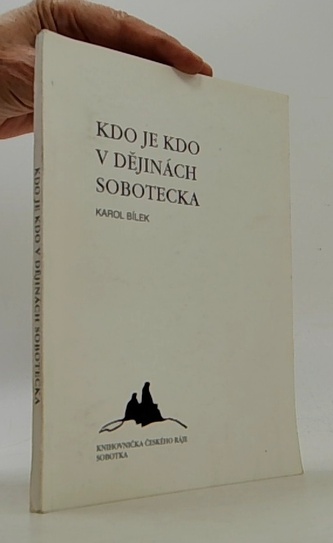 KDO JE KDO V DĚJINÁCH SOBOTECKA
KDO JE KDO
V DĚJINÁCH
SOBOTECKA
KAROL BÍLEK
KNIHOVNIČKA ČESKÉHO RÁJE
SOBOTKA